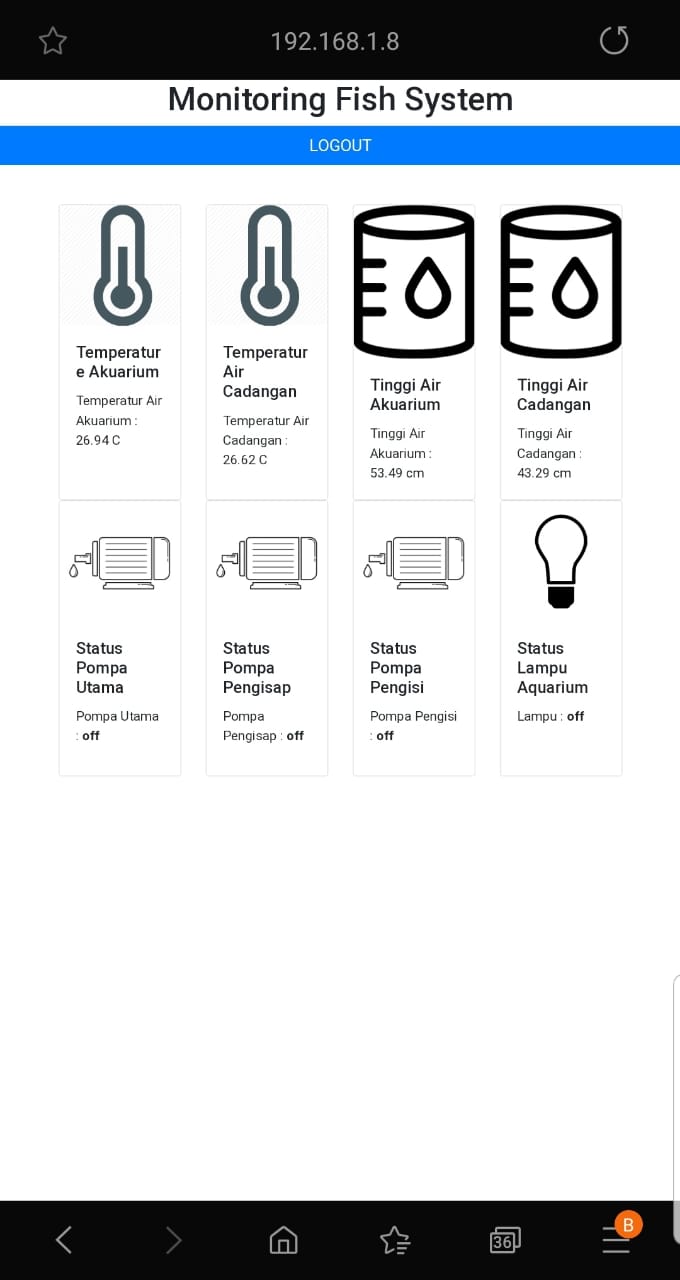 192.168.1.8
Monitoring Fish System
LOGOUT
Temperatur
e Akuarium
Temperatur Air
Akuarium :
26.94 C
Temperatur
Air
Cadangan
Temperatur Air
Cadangan :
26.62 C
Tinggi Air
Akuarium
Tinggi Air
Akuarium :
53.49 cm
Tinggi Air
Cadangan
Tinggi Air
Cadangan :
43.29 cm
Status
Pompa
Utama
Pompa Utama
: off
Status
Pompa
Pengisap
Pompa
Pengisap : off
Status
Pompa
Pengisi
Pompa Pengisi
: off
Status
Lampu
Aquarium
Lampu : off
36
B